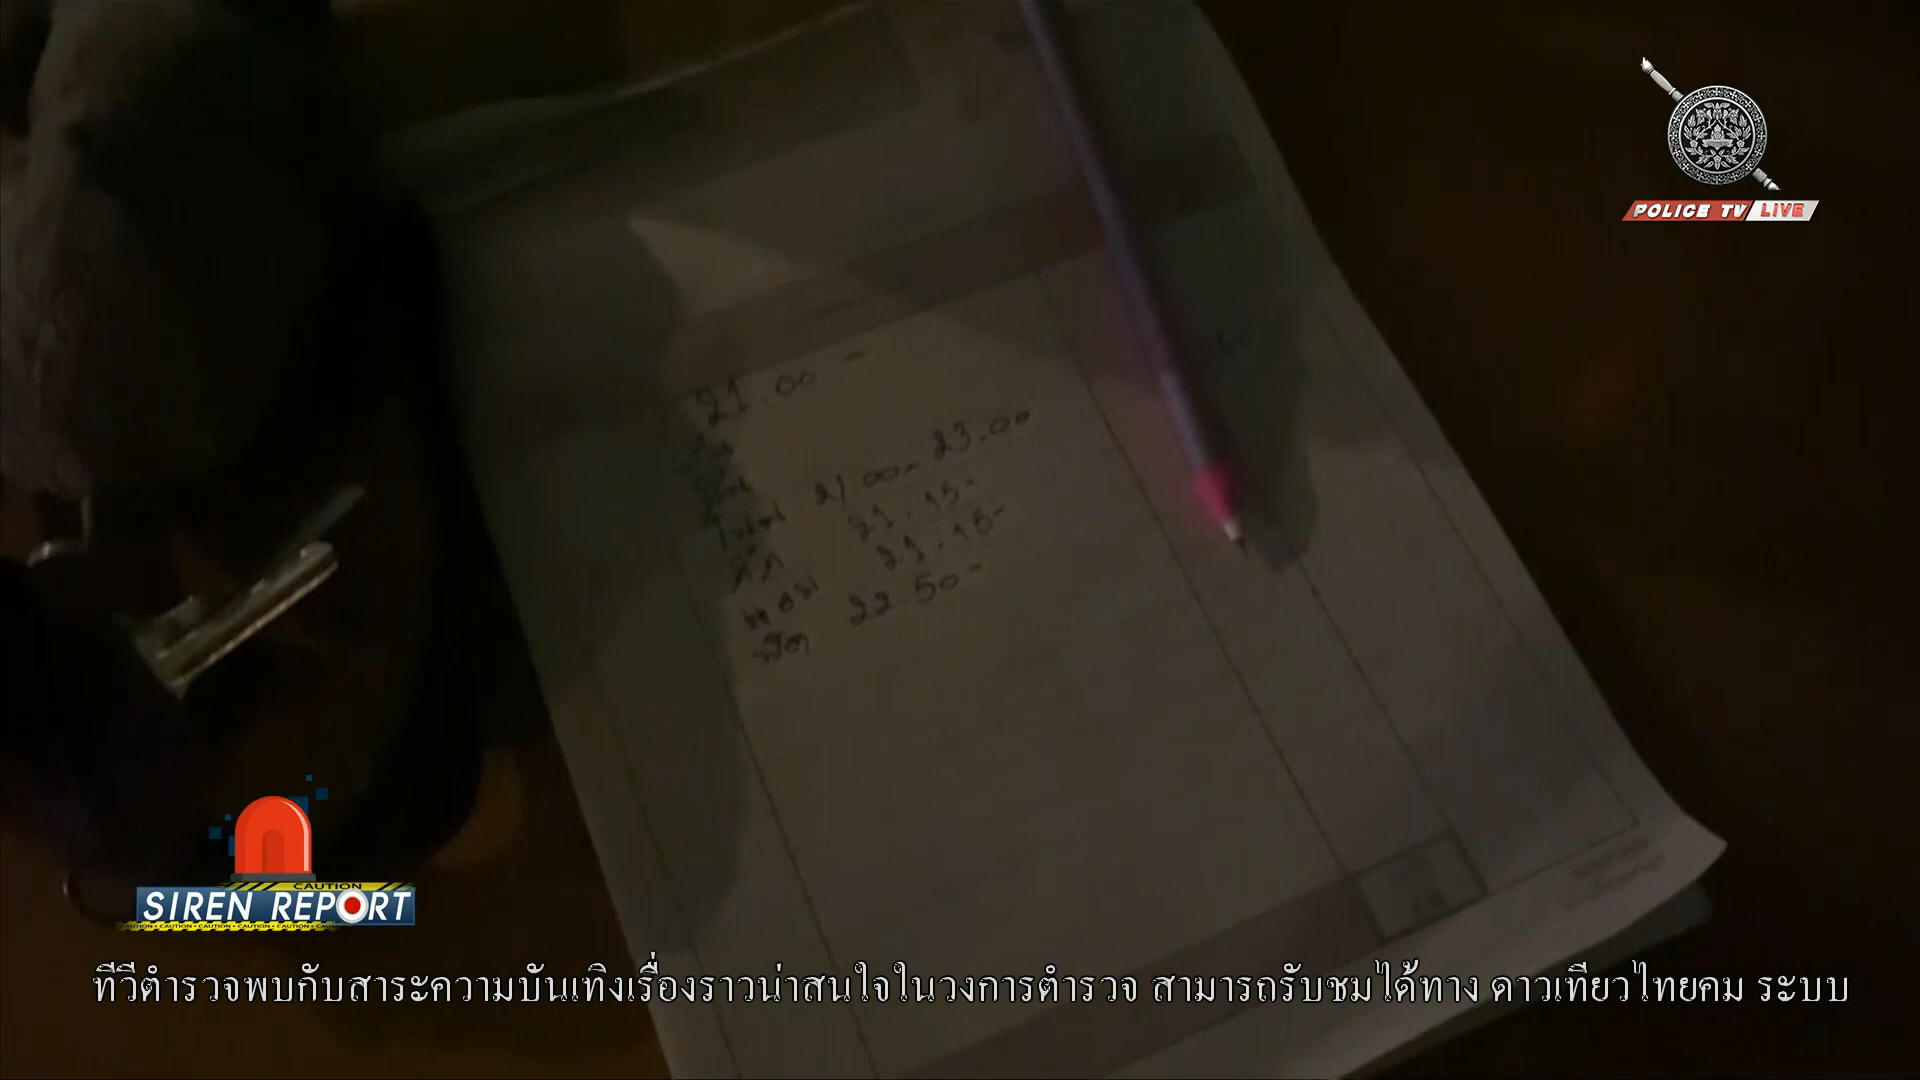 POLICE TV LIVE
21.00 -
21 00 - 23.00
21.15-
21.15-
22 50-
CAUTION
SIREN REPORT
CAUTION • CAUTION • CAUTION • CAUTION • CAUTION
ทีวีตำรวจพบกับสาระความบันเทิงเรื่องราวน่าสนใจในวงการตำรวจ สามารถรับชมได้ทาง ดาวเทียวไทยคม ระบบ